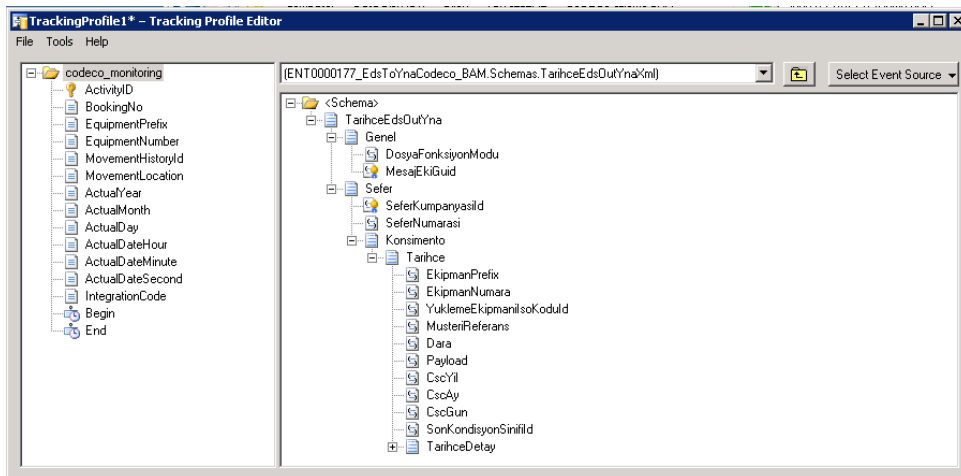 TrackingProfile1* – Tracking Profile Editor
File Tools Help
codeco_monitoring
ActivityID
BookingNo
EquipmentPrefix
EquipmentNumber
MovementHistoryId
MovementLocation
ActualYear
ActualMonth
ActualDay
ActualDateHour
ActualDateMinute
ActualDateSecond
IntegrationCode
Begin
End
(ENT0000177_EdsToYnaCodeco_BAM.Schemas.TarihceEdsOutYnaXml)
Select Event Source
<Schema>
TarihceEdsOutYna
Genel
DosyaFonksiyonModu
MesajEkiGuid
Sefer
SeferKumpanyasiId
SeferNumarasi
Konsimento
Tarihce
EkipmanPrefix
EkipmanNumara
YuklemeEkipmaniIsoKoduId
MusteriReferans
Dara
Payload
CscYil
CscAy
CscGun
SonKondisyonSinifId
TarihceDetay